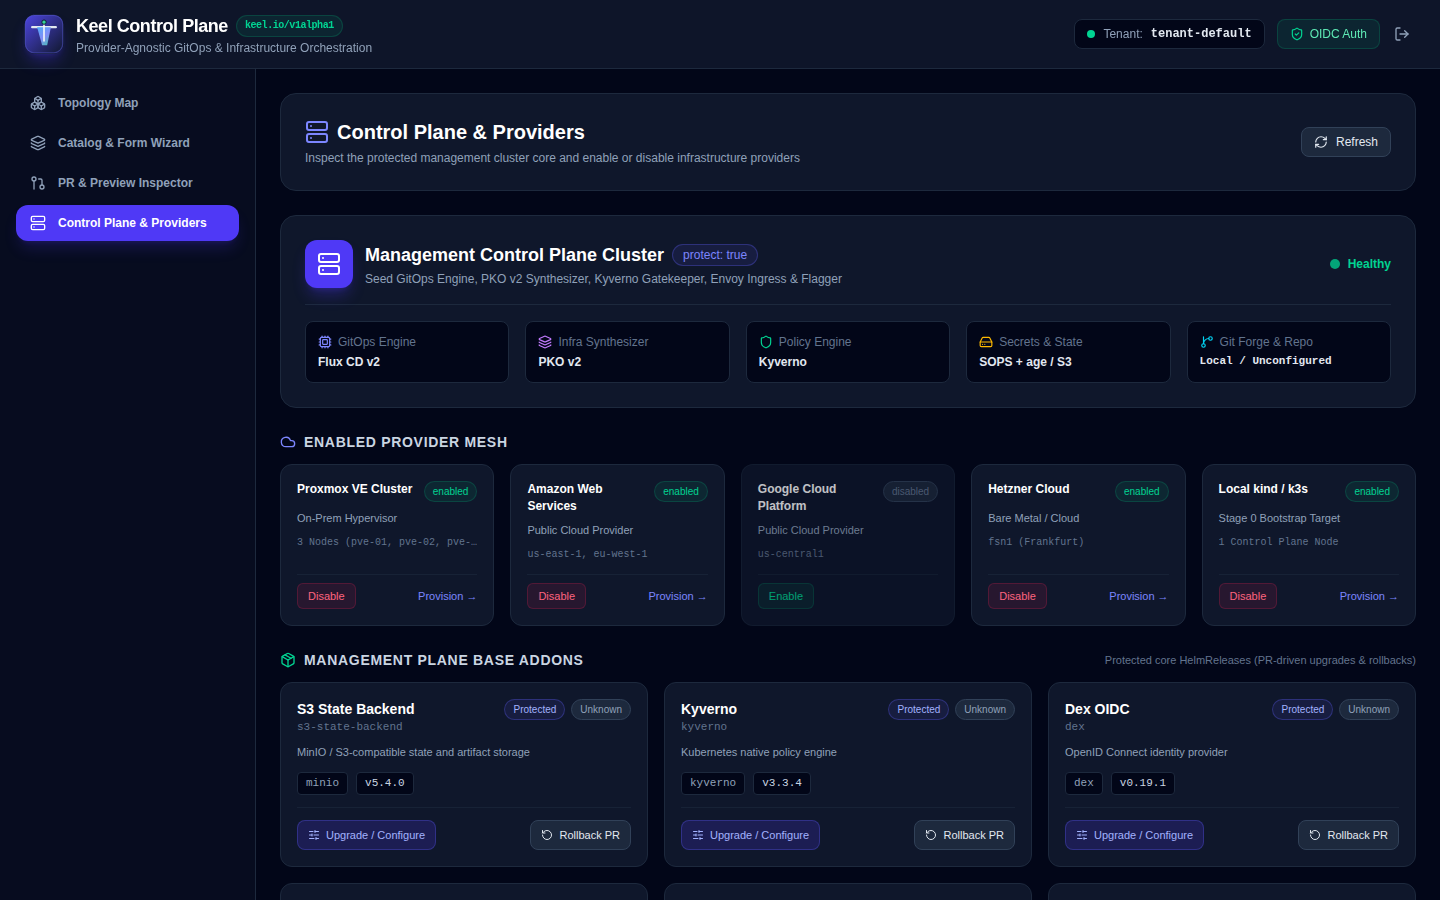 Keel Control Plane keel.io/v1alpha1
Provider-Agnostic GitOps & Infrastructure Orchestration
Tenant: tenant-default
OIDC Auth
Topology Map
Catalog & Form Wizard
PR & Preview Inspector
Control Plane & Providers
Control Plane & Providers
Inspect the protected management cluster core and enable or disable infrastructure providers
Refresh
Management Control Plane Cluster protect: true
Seed GitOps Engine, PKO v2 Synthesizer, Kyverno Gatekeeper, Envoy Ingress & Flagger
Healthy
GitOps Engine
Flux CD v2
Infra Synthesizer
PKO v2
Policy Engine
Kyverno
Secrets & State
SOPS + age / S3
Git Forge & Repo
Local / Unconfigured
ENABLED PROVIDER MESH
Proxmox VE Cluster enabled
On-Prem Hypervisor
3 Nodes (pve-01, pve-02, pve-…
Disable Provision →
Amazon Web
Services
enabled
Public Cloud Provider
us-east-1, eu-west-1
Disable Provision →
Google Cloud
Platform
disabled
Public Cloud Provider
us-central1
Enable
Hetzner Cloud enabled
Bare Metal / Cloud
fsn1 (Frankfurt)
Disable Provision →
Local kind / k3s enabled
Stage 0 Bootstrap Target
1 Control Plane Node
Disable Provision →
MANAGEMENT PLANE BASE ADDONS
Protected core HelmReleases (PR-driven upgrades & rollbacks)
S3 State Backend Protected Unknown
s3-state-backend
MinIO / S3-compatible state and artifact storage
minio v5.4.0
Upgrade / Configure Rollback PR
Kyverno Protected Unknown
kyverno
Kubernetes native policy engine
kyverno v3.3.4
Upgrade / Configure Rollback PR
Dex OIDC Protected Unknown
dex
OpenID Connect identity provider
dex v0.19.1
Upgrade / Configure Rollback PR